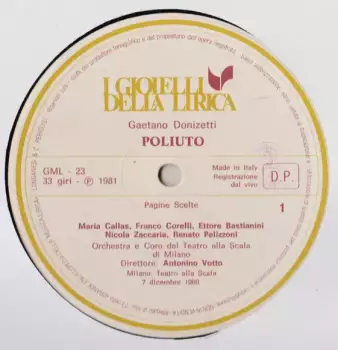 I GIOIELLI
DELLA LIRICA
Gaetano Donizetti
POLIUTO
GML - 23
33 giri - Ⓟ 1981
Made in Italy
Registrazione
dal vivo
D.P.
Pagine Scelte
1
Maria Callas, Franco Corelli, Ettore Bastianini
Nicola Zaccaria, Renato Pelizzoni
Orchestra e Coro del Teatro alla Scala
di Milano
Direttore: Antonino Votto
Milano: Teatro alla Scala
7 dicembre 1960